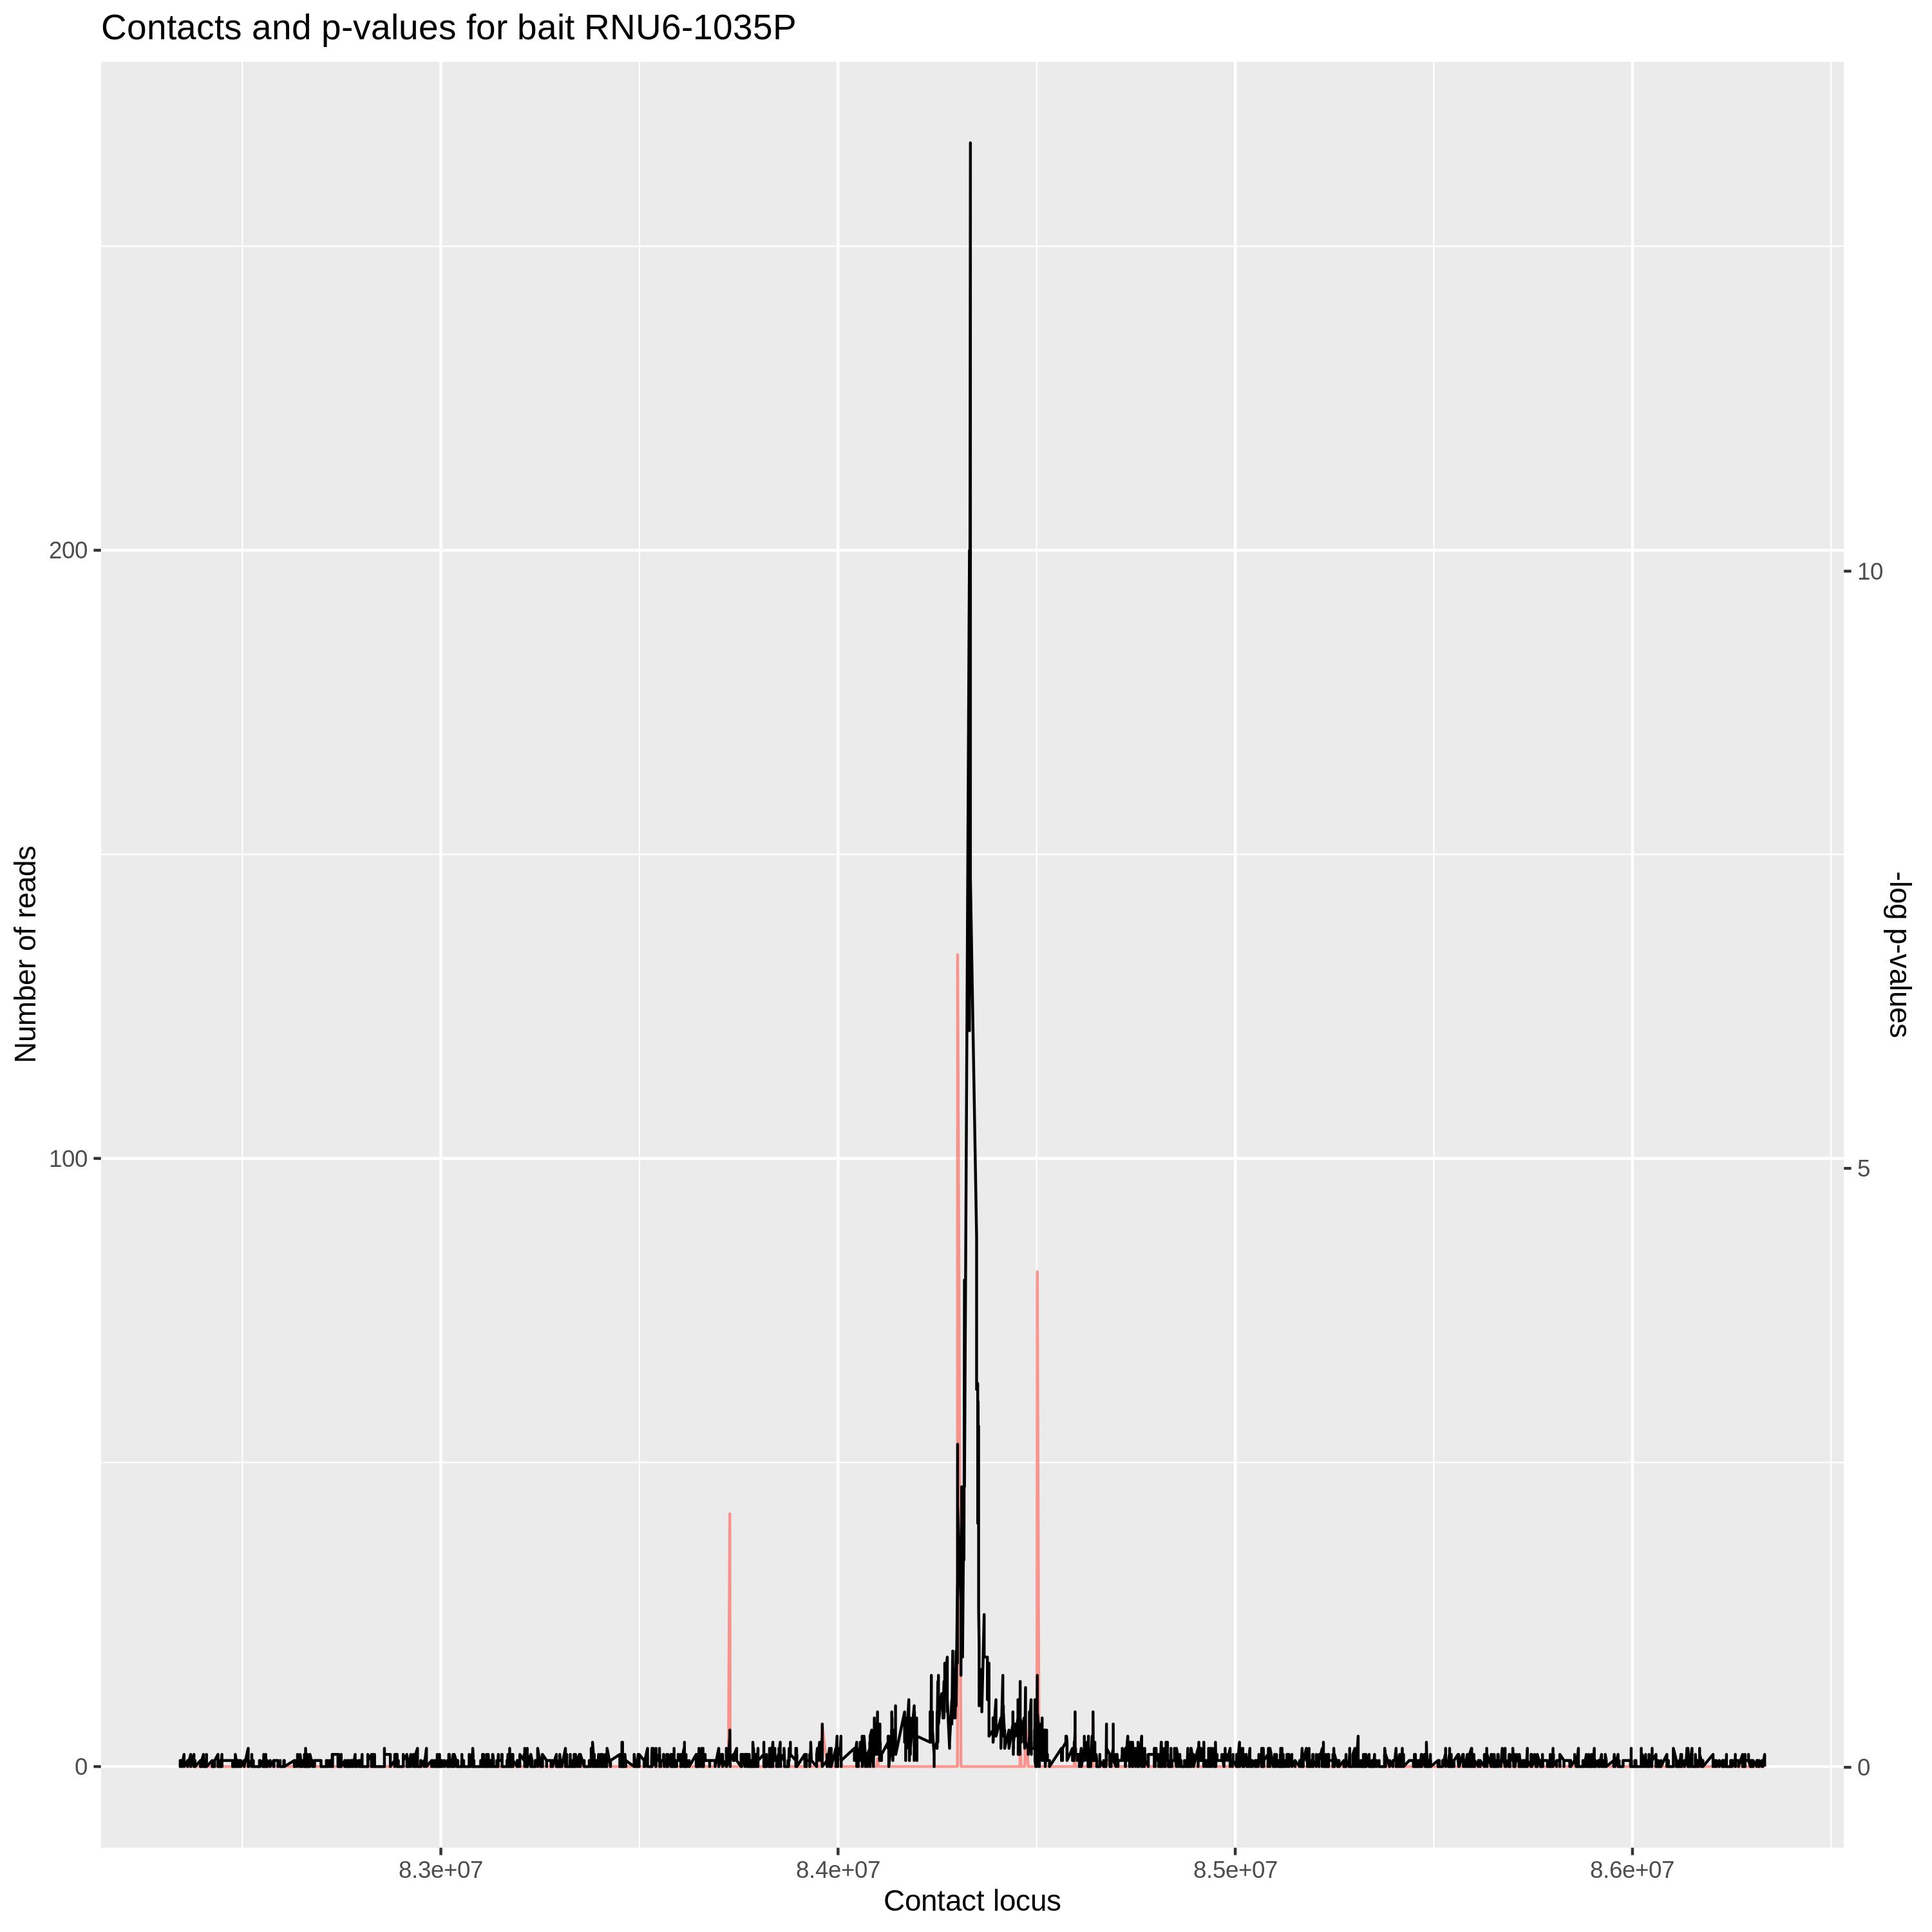 Contacts and p-values for bait RNU6-1035P
Number of reads
200
100
0
10
5
0
-log p-values
8.3e+07
8.4e+07
8.5e+07
8.6e+07
Contact locus